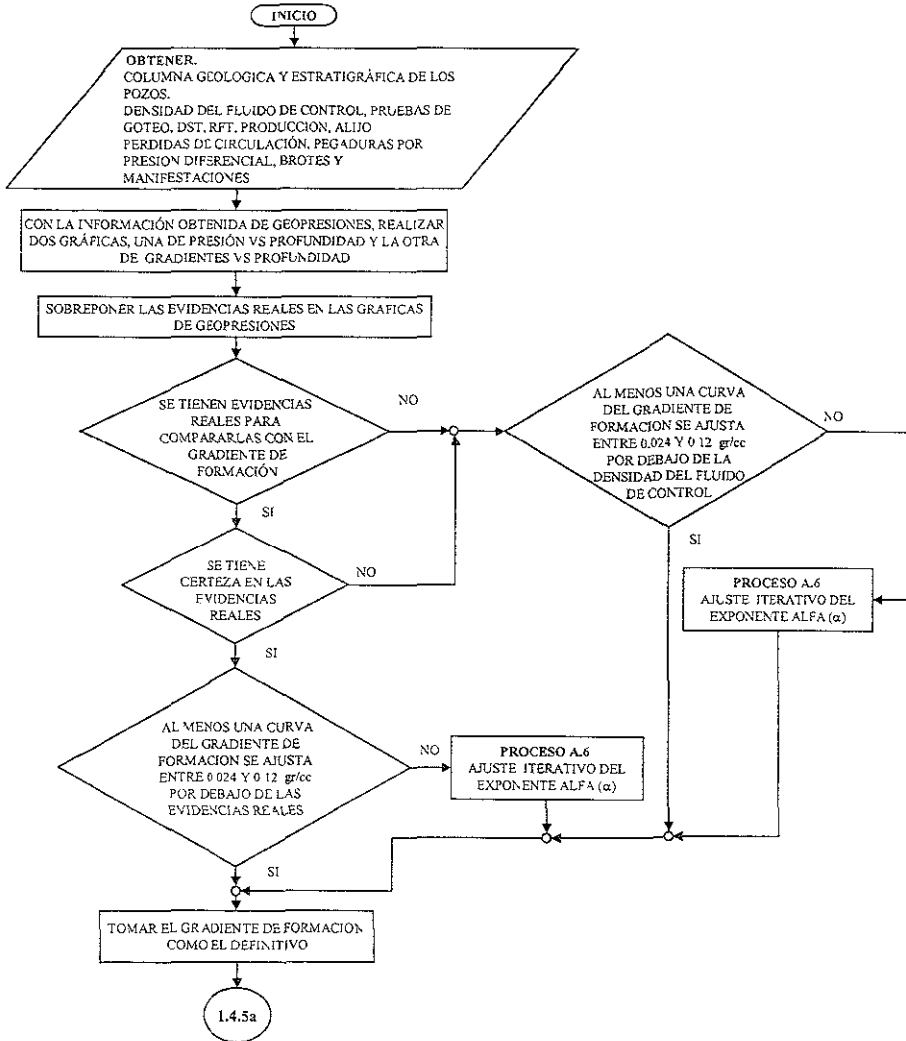 INICIO
OBTENER.
COLUMNA GEOLOGICA Y ESTRATIGRÁFICA DE LOS
POZOS.
DENSIDAD DEL FLUIDO DE CONTROL, PRUEBAS DE
GOTEO, DST, RFT, PRODUCCION, ALIJO
PERDIDAS DE CIRCULACIÓN, PEGADURAS POR
PRESION DIFERENCIAL, BROTES Y
MANIFESTACIONES
CON LA INFORMACIÓN OBTENIDA DE GEOPRESIONES, REALIZAR
DOS GRÁFICAS, UNA DE PRESIÓN VS PROFUNDIDAD Y LA OTRA
DE GRADIENTES VS PROFUNDIDAD
SOBREPONER LAS EVIDENCIAS REALES EN LAS GRAFICAS
DE GEOPRESIONES
SE TIENEN EVIDENCIAS
REALES PARA
COMPARARLAS CON EL
GRADIENTE DE
FORMACIÓN
NO
SI
AL MENOS UNA CURVA
DEL GRADIENTE DE
FORMACION SE AJUSTA
ENTRE 0.024 Y 0 12 gr/cc
POR DEBAJO DE LA
DENSIDAD DEL FLUIDO
DE CONTROL
NO
SI
SE TIENE
CERTEZA EN LAS
EVIDENCIAS
REALES
NO
SI
PROCESO A.6
AJUSTE ITERATIVO DEL
EXPONENTE ALFA (α)
AL MENOS UNA CURVA
DEL GRADIENTE DE
FORMACION SE AJUSTA
ENTRE 0 024 Y 0 12 gr/cc
POR DEBAJO DE LAS
EVIDENCIAS REALES
NO
SI
PROCESO A.6
AJUSTE ITERATIVO DEL
EXPONENTE ALFA (α)
TOMAR EL GRADIENTE DE FORMACION
COMO EL DEFINITIVO
1.4.5a